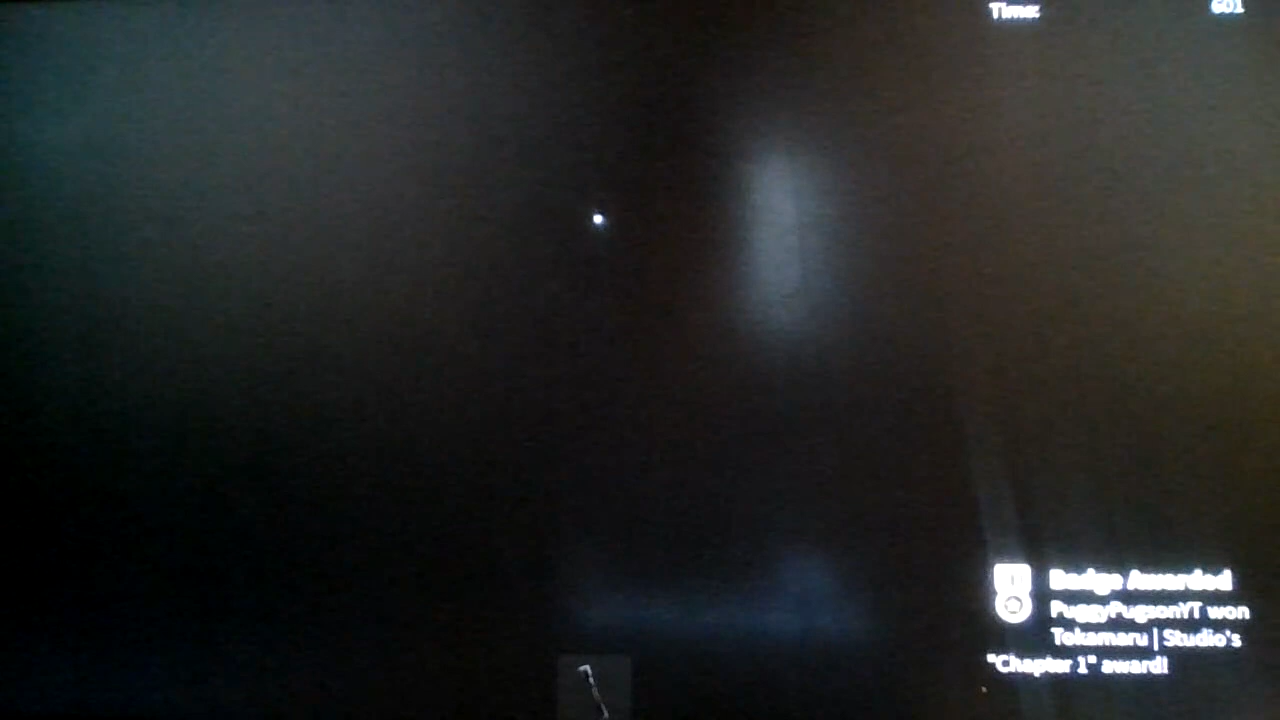 Time: 601
Badge Awarded
PuggyPugsonYT won
Tokamaru | Studio's
"Chapter 1" award!